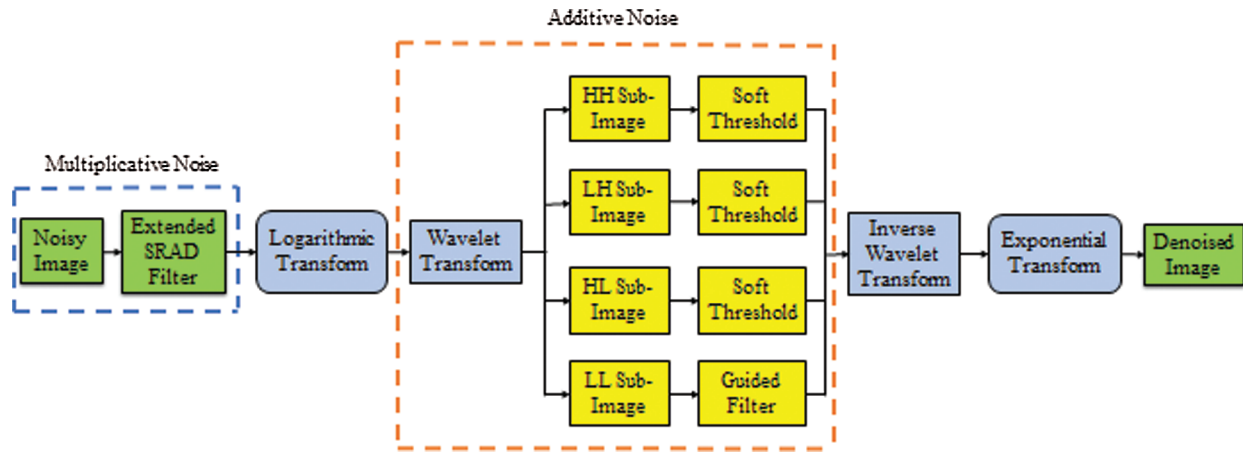 Additive Noise
Multiplicative Noise
Noisy
Image
Extended
SRAD
Filter
Logarithmic
Transform
Wavelet
Transform
HH Sub-
Image
Soft
Threshold
LH Sub-
Image
Soft
Threshold
HL Sub-
Image
Soft
Threshold
LL Sub-
Image
Guided
Filter
Inverse
Wavelet
Transform
Exponential
Transform
Denoised
Image